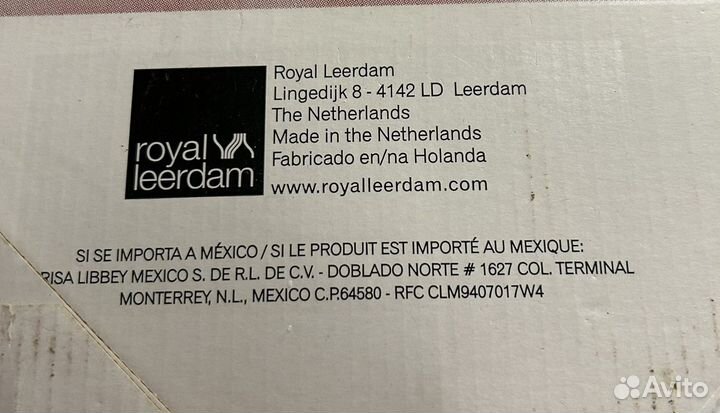 royal
leerdam
Royal Leerdam
Lingedijk 8 - 4142 LD Leerdam
The Netherlands
Made in the Netherlands
Fabricado en/na Holanda
www.royalleerdam.com
SI SE IMPORTA A MÉXICO / SI LE PRODUIT EST IMPORTÉ AU MEXIQUE:
RISA LIBBEY MEXICO S. DE R.L. DE C.V. - DOBLADO NORTE # 1627 COL. TERMINAL
MONTERREY, N.L., MEXICO C.P.64580 - RFC CLM9407017W4
Avito